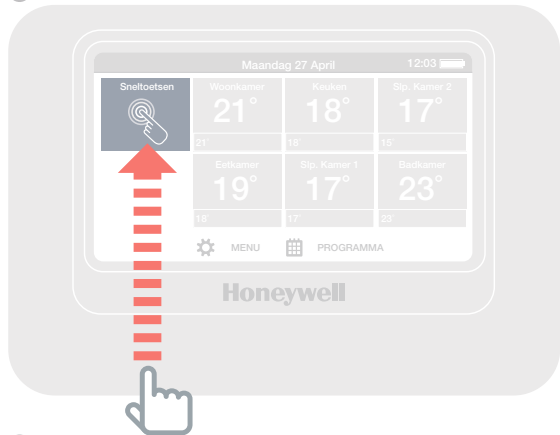 Maandag 27 April 12:03
Sneltoetsen
Woonkamer Keuken Slp. Kamer 2
21° 18° 17°
21° 18° 15°
Eetkamer Slp. Kamer 1 Badkamer
19° 17° 23°
18° 17° 23°
MENU PROGRAMMA
Honeywell